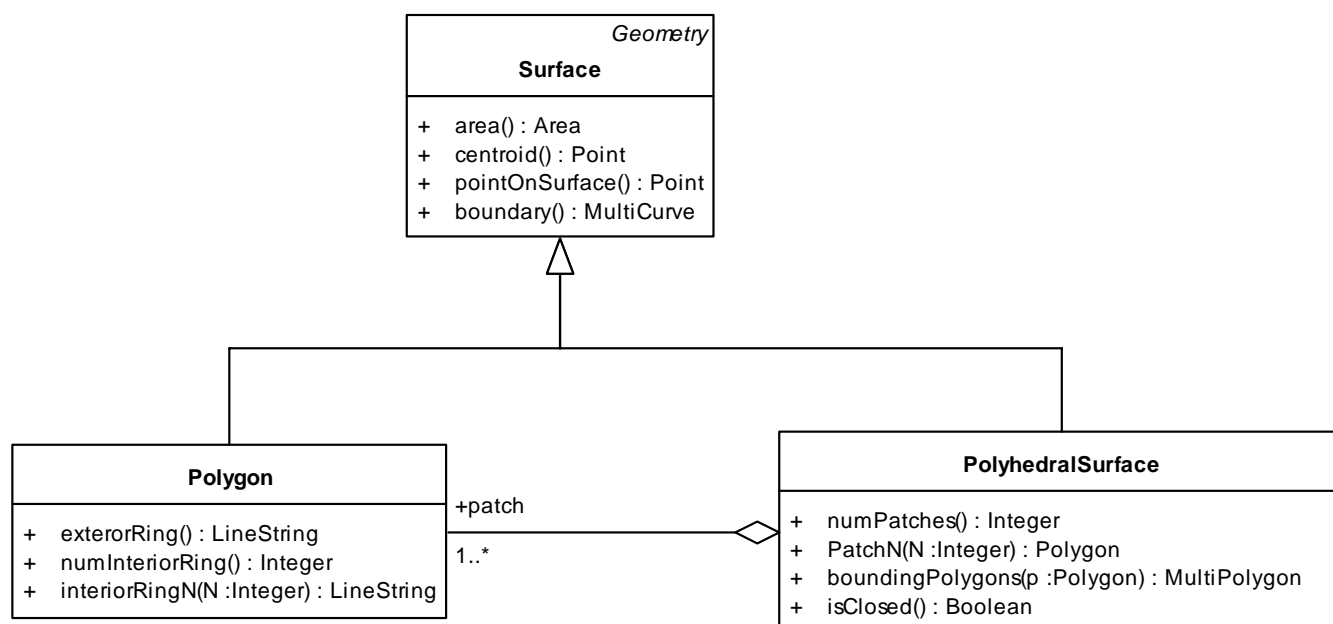 Geometry
Surface
+ area() : Area
+ centroid() : Point
+ pointOnSurface() : Point
+ boundary() : MultiCurve
Polygon
+ exterorRing() : LineString
+ numInteriorRing() : Integer
+ interiorRingN(N :Integer) : LineString
+patch
1..*
PolyhedralSurface
+ numPatches() : Integer
+ PatchN(N :Integer) : Polygon
+ boundingPolygons(p :Polygon) : MultiPolygon
+ isClosed() : Boolean